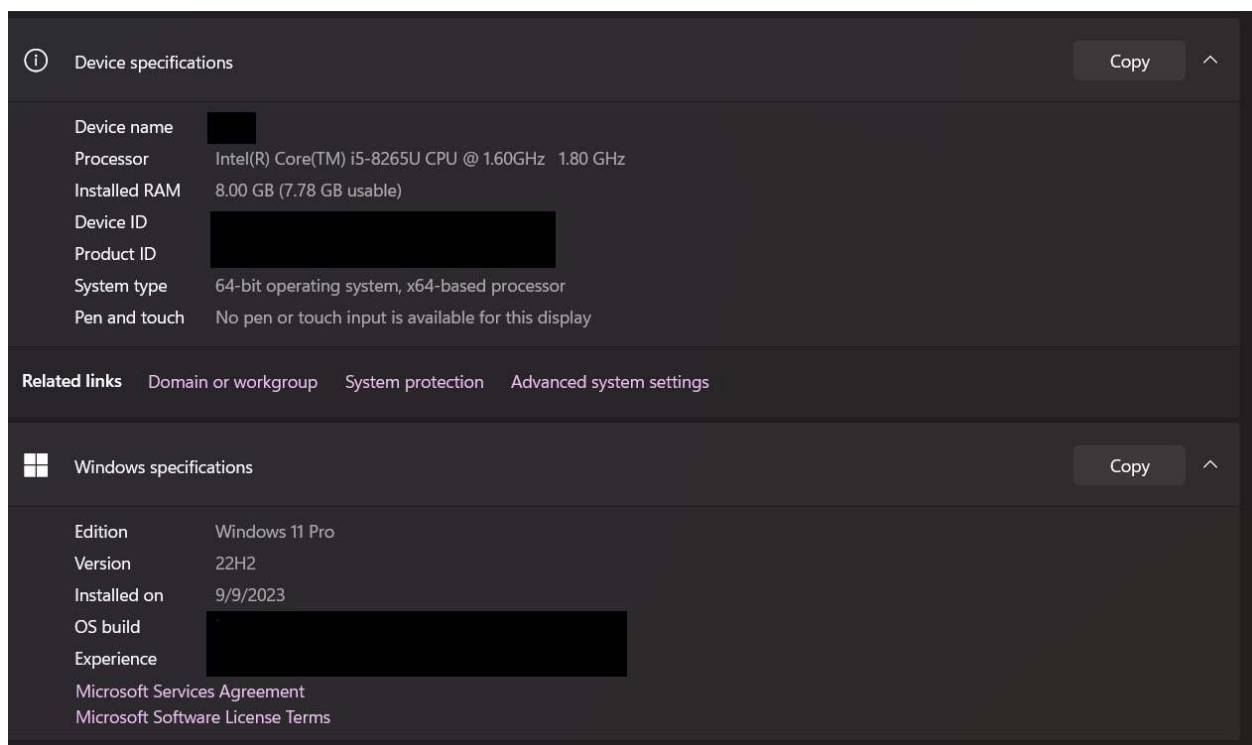 Device specifications Copy
Device name
Processor Intel(R) Core(TM) i5-8265U CPU @ 1.60GHz 1.80 GHz
Installed RAM 8.00 GB (7.78 GB usable)
Device ID
Product ID
System type 64-bit operating system, x64-based processor
Pen and touch No pen or touch input is available for this display
Related links Domain or workgroup System protection Advanced system settings
Windows specifications Copy
Edition Windows 11 Pro
Version 22H2
Installed on 9/9/2023
OS build
Experience
Microsoft Services Agreement
Microsoft Software License Terms